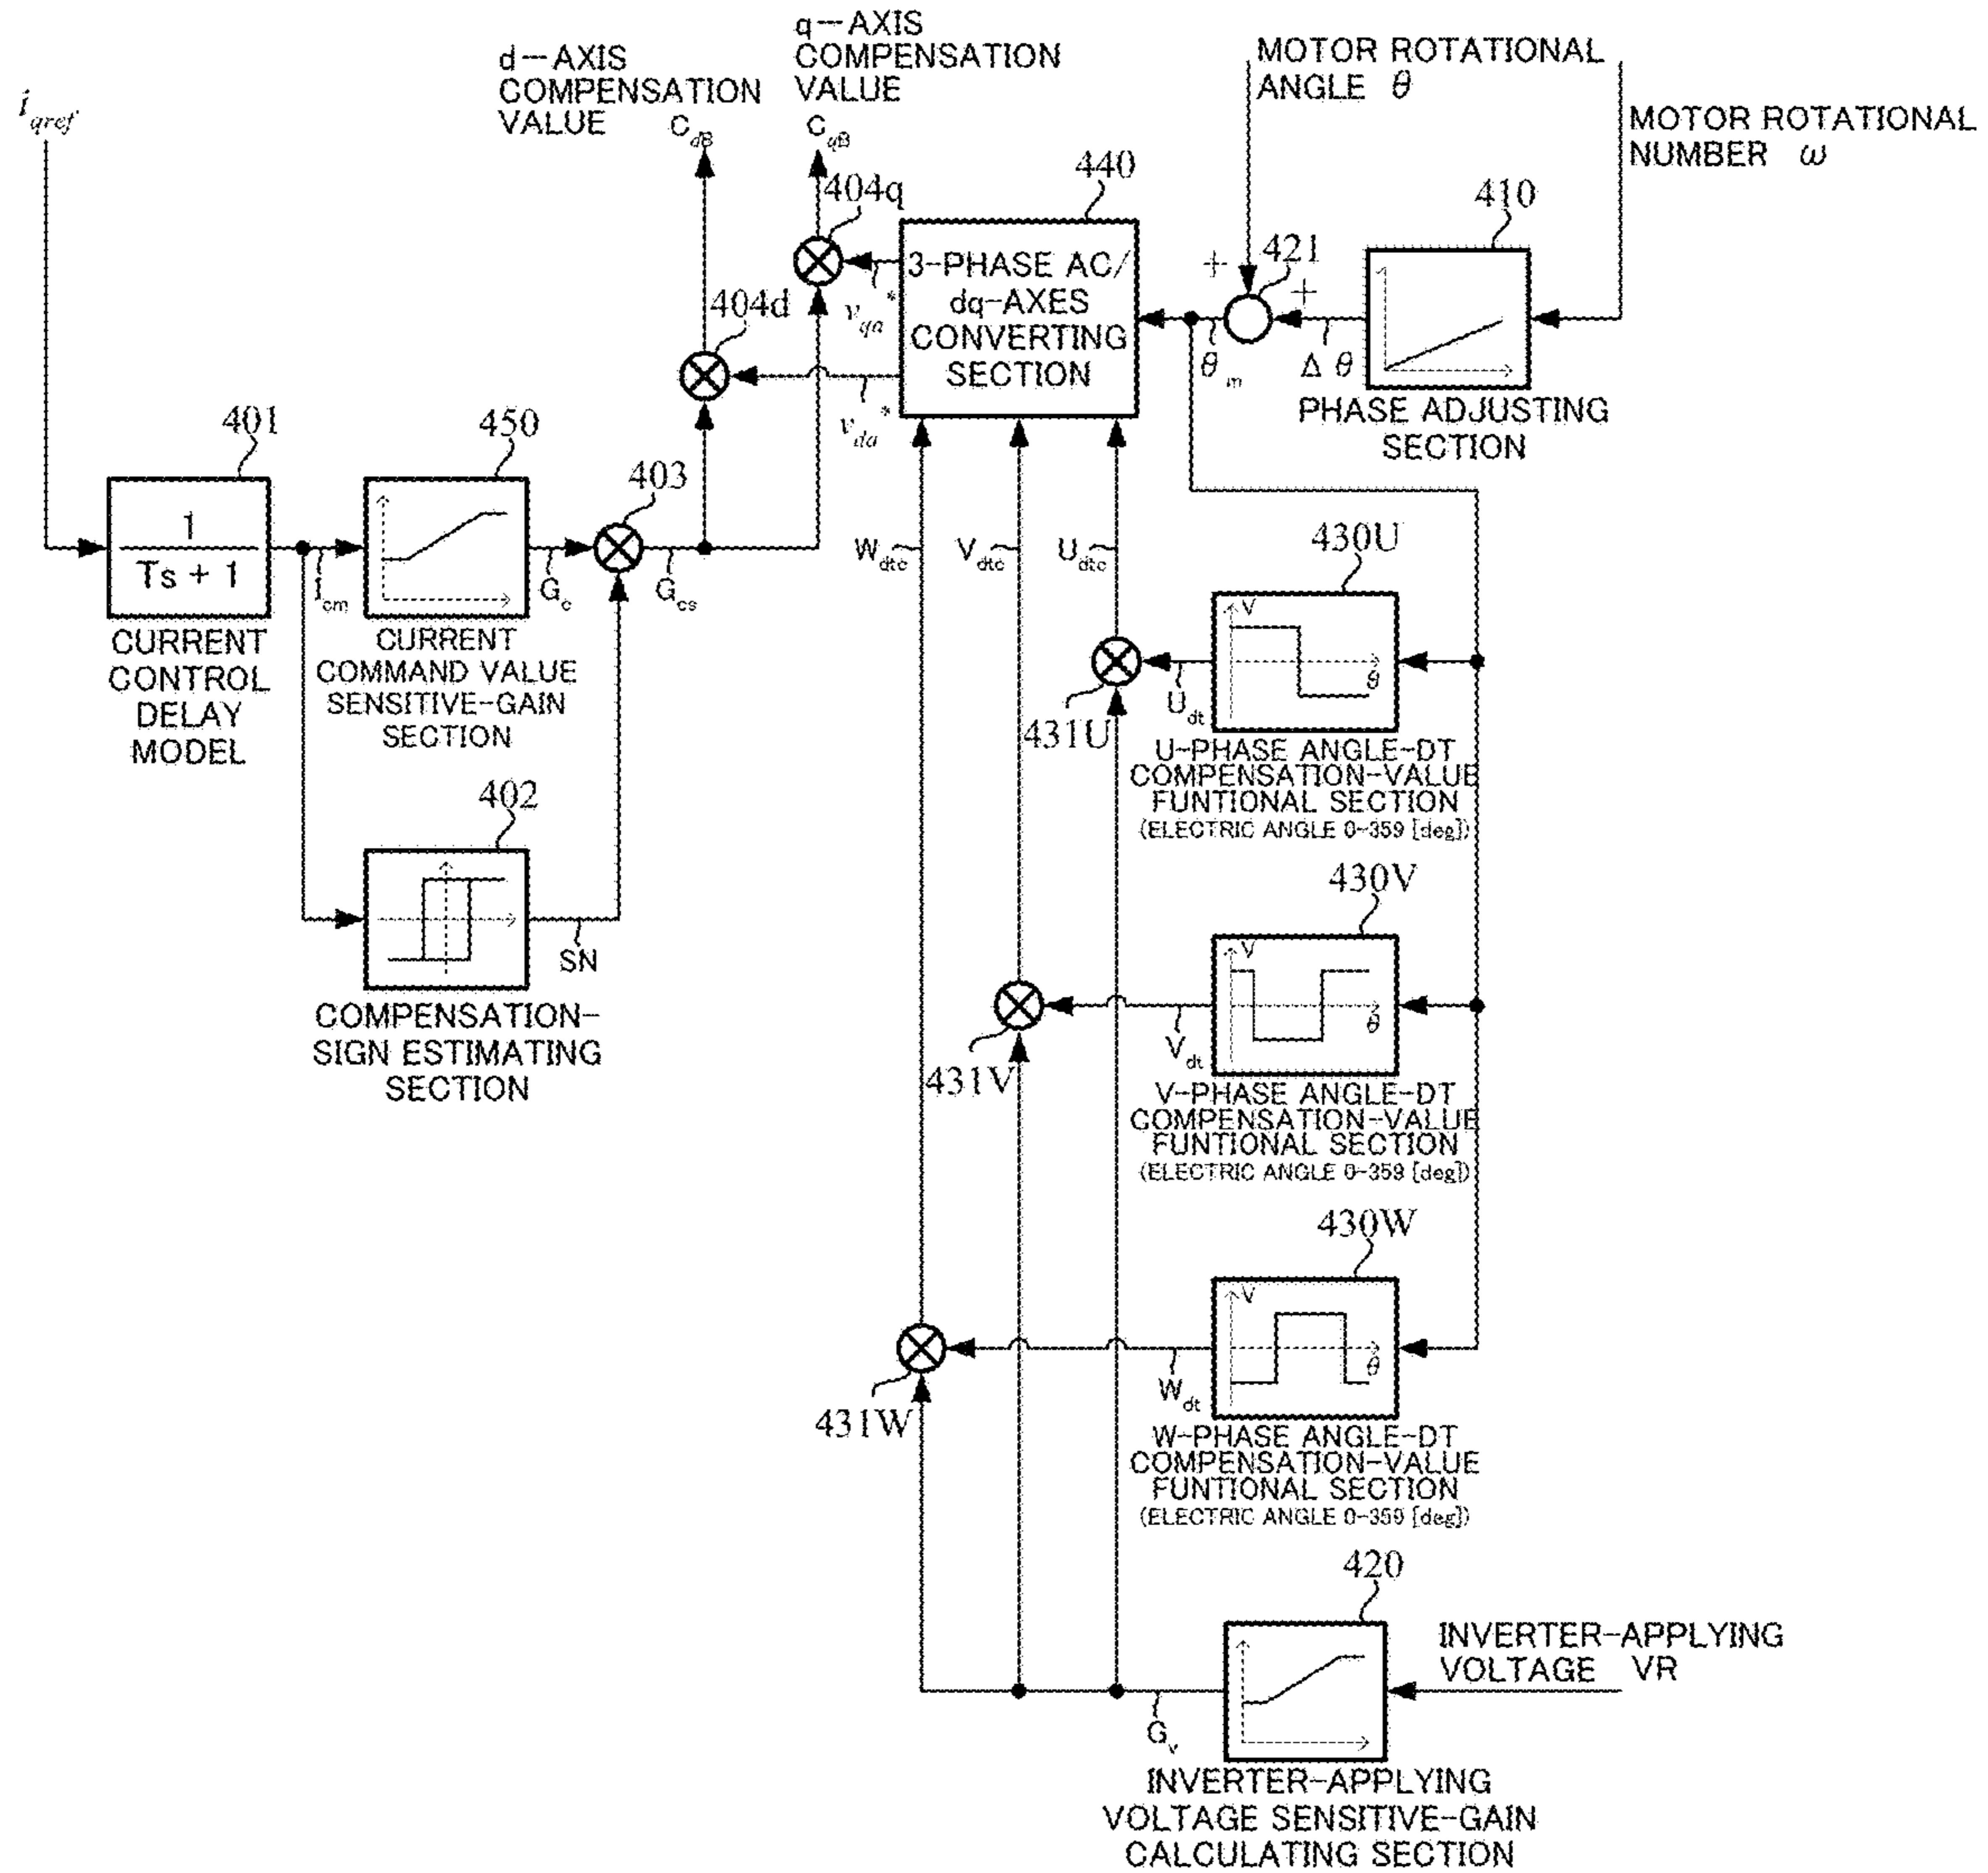 i_qref
d-AXIS
COMPENSATION
VALUE C_dB
q-AXIS
COMPENSATION
VALUE
C_qB
MOTOR ROTATIONAL
ANGLE θ
MOTOR ROTATIONAL
NUMBER ω
404q
440
421
410
3-PHASE AC/
dq-AXES
CONVERTING
SECTION
+
+
θ_m
Δθ
PHASE ADJUSTING
SECTION
v_qa*
404d
v_da*
401
450
403
1
Ts + 1
I_cm
G_c
G_cs
CURRENT
CONTROL
DELAY
MODEL
CURRENT
COMMAND VALUE
SENSITIVE-GAIN
SECTION
402
SN
COMPENSATION-
SIGN ESTIMATING
SECTION
W_dtc
V_dtc
U_dtc
430U
V
θ
U_dt
431U
U-PHASE ANGLE-DT
COMPENSATION-VALUE
FUNTIONAL SECTION
(ELECTRIC ANGLE 0-359 [deg])
430V
V
θ
V_dt
431V
V-PHASE ANGLE-DT
COMPENSATION-VALUE
FUNTIONAL SECTION
(ELECTRIC ANGLE 0-359 [deg])
430W
V
θ
W_dt
431W
W-PHASE ANGLE-DT
COMPENSATION-VALUE
FUNTIONAL SECTION
(ELECTRIC ANGLE 0-359 [deg])
420
INVERTER-APPLYING
VOLTAGE VR
G_v
INVERTER-APPLYING
VOLTAGE SENSITIVE-GAIN
CALCULATING SECTION